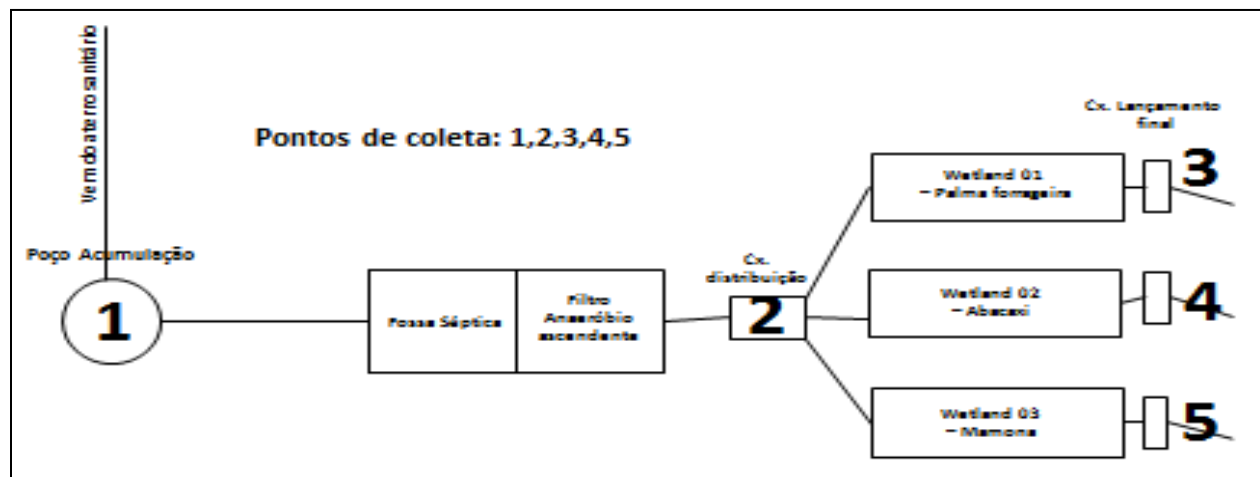 Vem do aterro sanitário
Pontos de coleta: 1,2,3,4,5
Cx. Lançamento
final
Poço Acumulação
1
Fossa Séptica
Filtro
Anaeróbio
ascendente
Cx.
distribuição
2
Wetland 01
– Palma forrageira
3
Wetland 02
– Abacaxi
4
Wetland 03
– Mamona
5